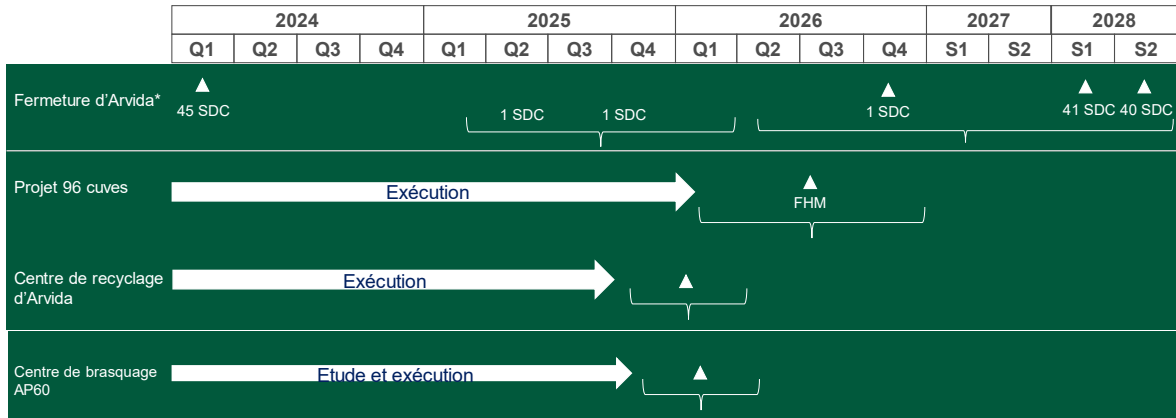 2024 2025 2026 2027 2028
Q1 Q2 Q3 Q4 Q1 Q2 Q3 Q4 Q1 Q2 Q3 Q4 S1 S2 S1 S2
Fermeture d'Arvida*
45 SDC 1 SDC 1 SDC 1 SDC 41 SDC 40 SDC
Projet 96 cuves
Exécution
FHM
Centre de recyclage
d'Arvida
Exécution
Centre de brasquage
AP60
Etude et exécution